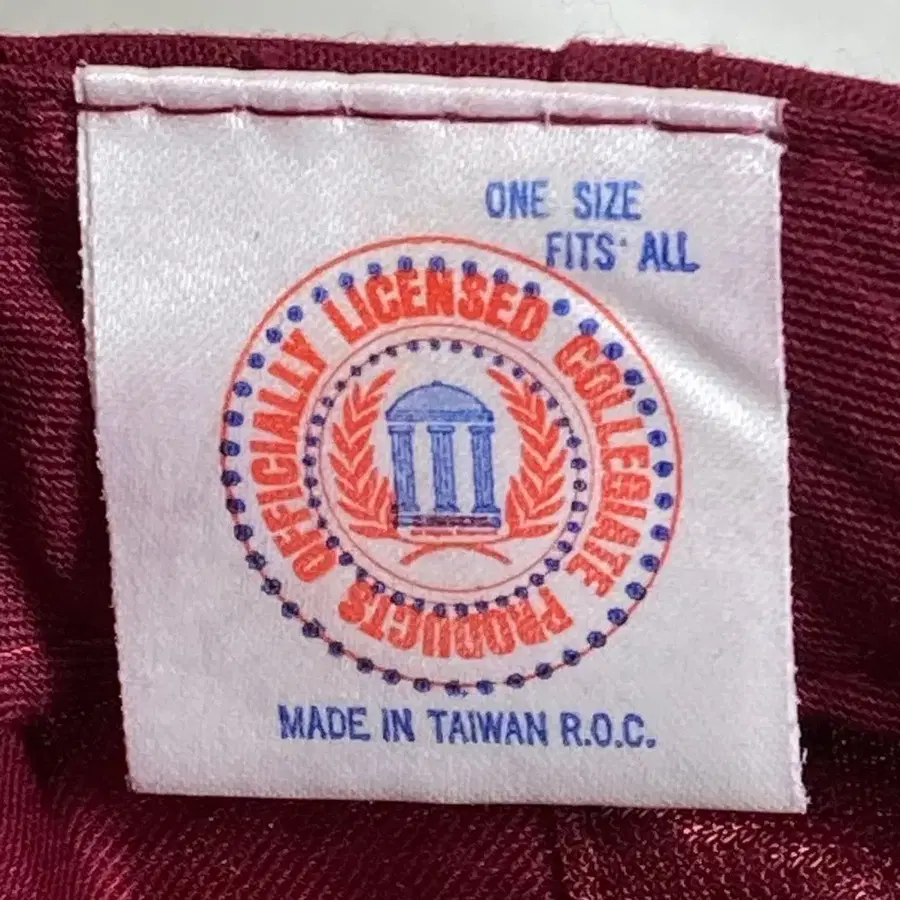 ONE SIZE
FITS ALL
OFFICIALLY LICENSED COLLEGIATE PRODUCTS
MADE IN TAIWAN R.O.C.